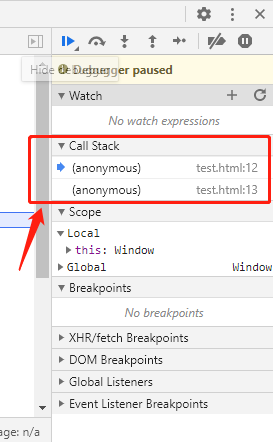 Hide debugger
Debugger paused
Watch
No watch expressions
Call Stack
(anonymous) test.html:12
(anonymous) test.html:13
Scope
Local
this: Window
Global Window
Breakpoints
No breakpoints
XHR/fetch Breakpoints
DOM Breakpoints
Global Listeners
Event Listener Breakpoints
age: n/a